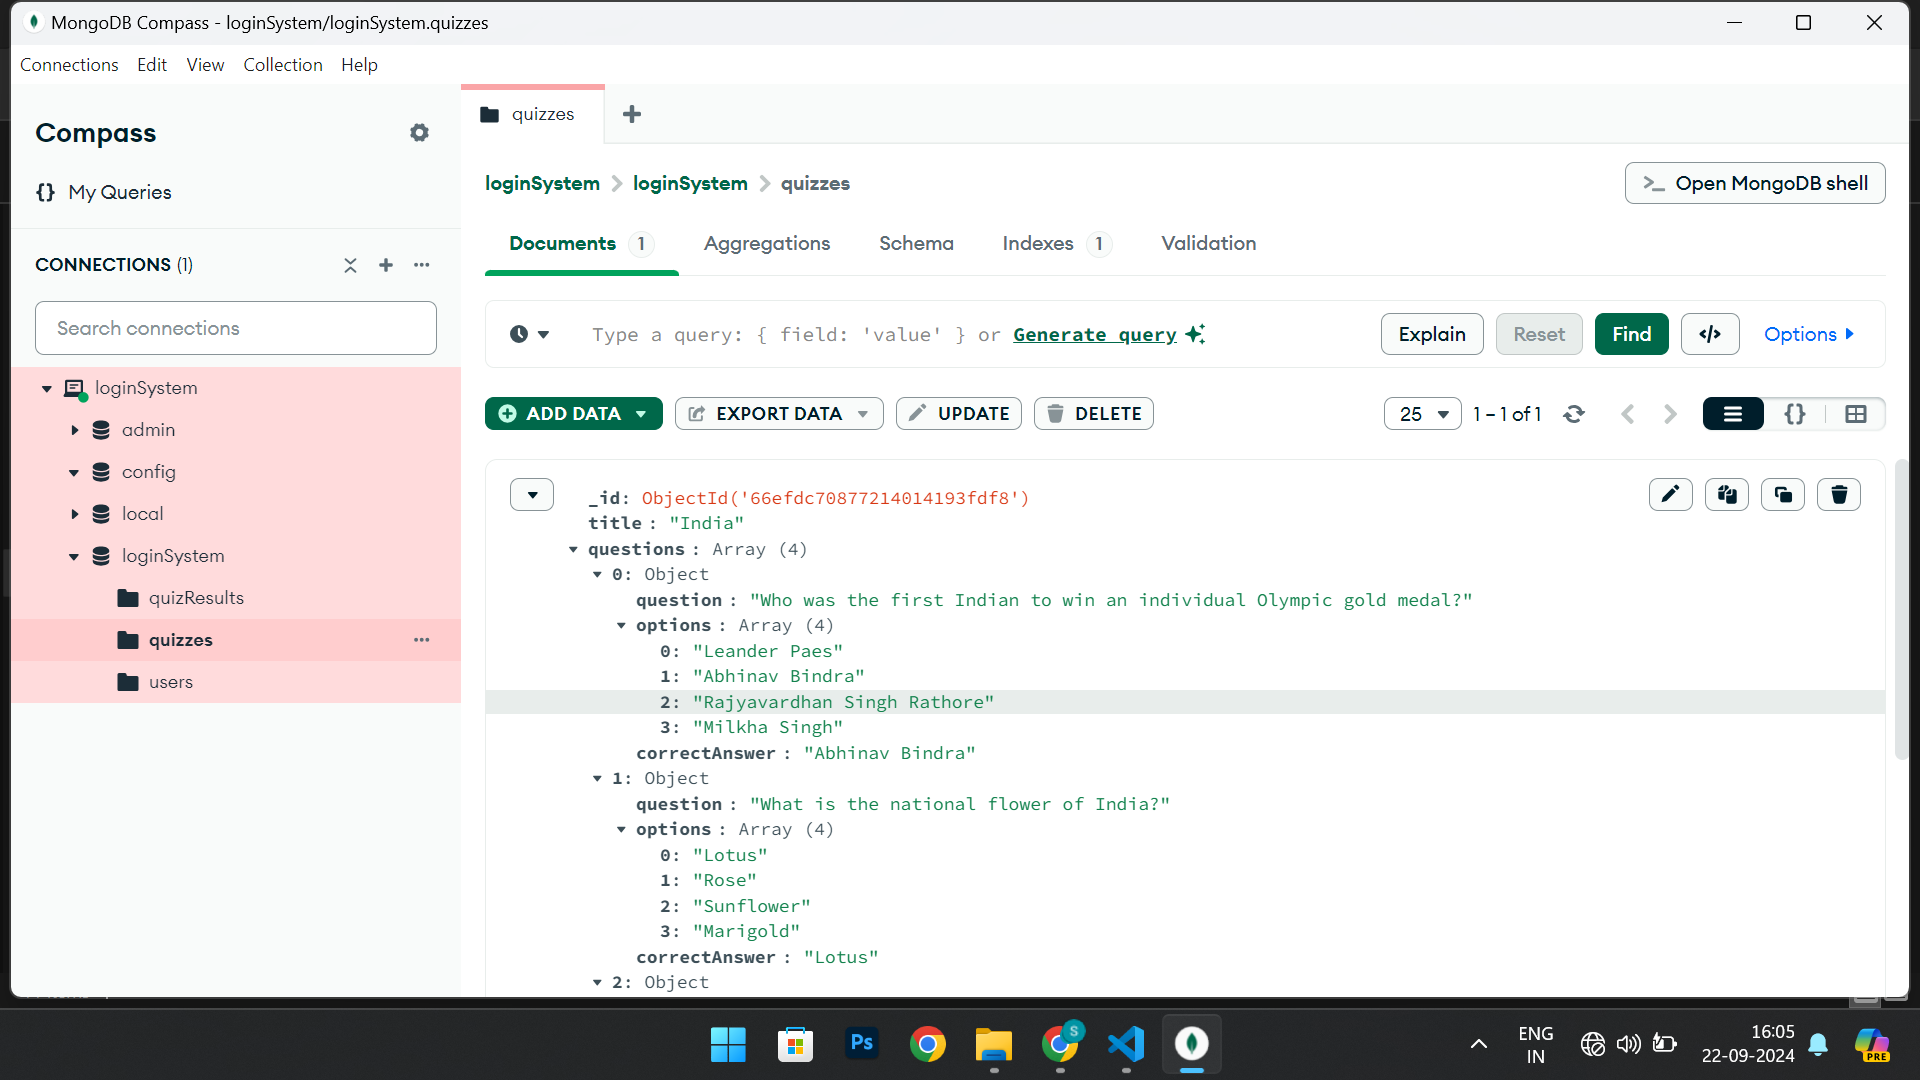 MongoDB Compass - loginSystem/loginSystem.quizzes
Connections Edit View Collection Help
Compass
quizzes
My Queries
loginSystem > loginSystem > quizzes
>_ Open MongoDB shell
Documents 1 Aggregations Schema Indexes 1 Validation
CONNECTIONS (1)
Search connections
Type a query: { field: 'value' } or Generate query
Explain Reset Find </> Options
loginSystem
admin
config
local
loginSystem
quizResults
quizzes
users
ADD DATA EXPORT DATA UPDATE DELETE
25 1 – 1 of 1 {}
_id: ObjectId('66efdc70877214014193fdf8')
title : "India"
questions : Array (4)
0: Object
question : "Who was the first Indian to win an individual Olympic gold medal?"
options : Array (4)
0: "Leander Paes"
1: "Abhinav Bindra"
2: "Rajyavardhan Singh Rathore"
3: "Milkha Singh"
correctAnswer : "Abhinav Bindra"
1: Object
question : "What is the national flower of India?"
options : Array (4)
0: "Lotus"
1: "Rose"
2: "Sunflower"
3: "Marigold"
correctAnswer : "Lotus"
2: Object
Ps
S
ENG
IN
16:05
22-09-2024
PRE